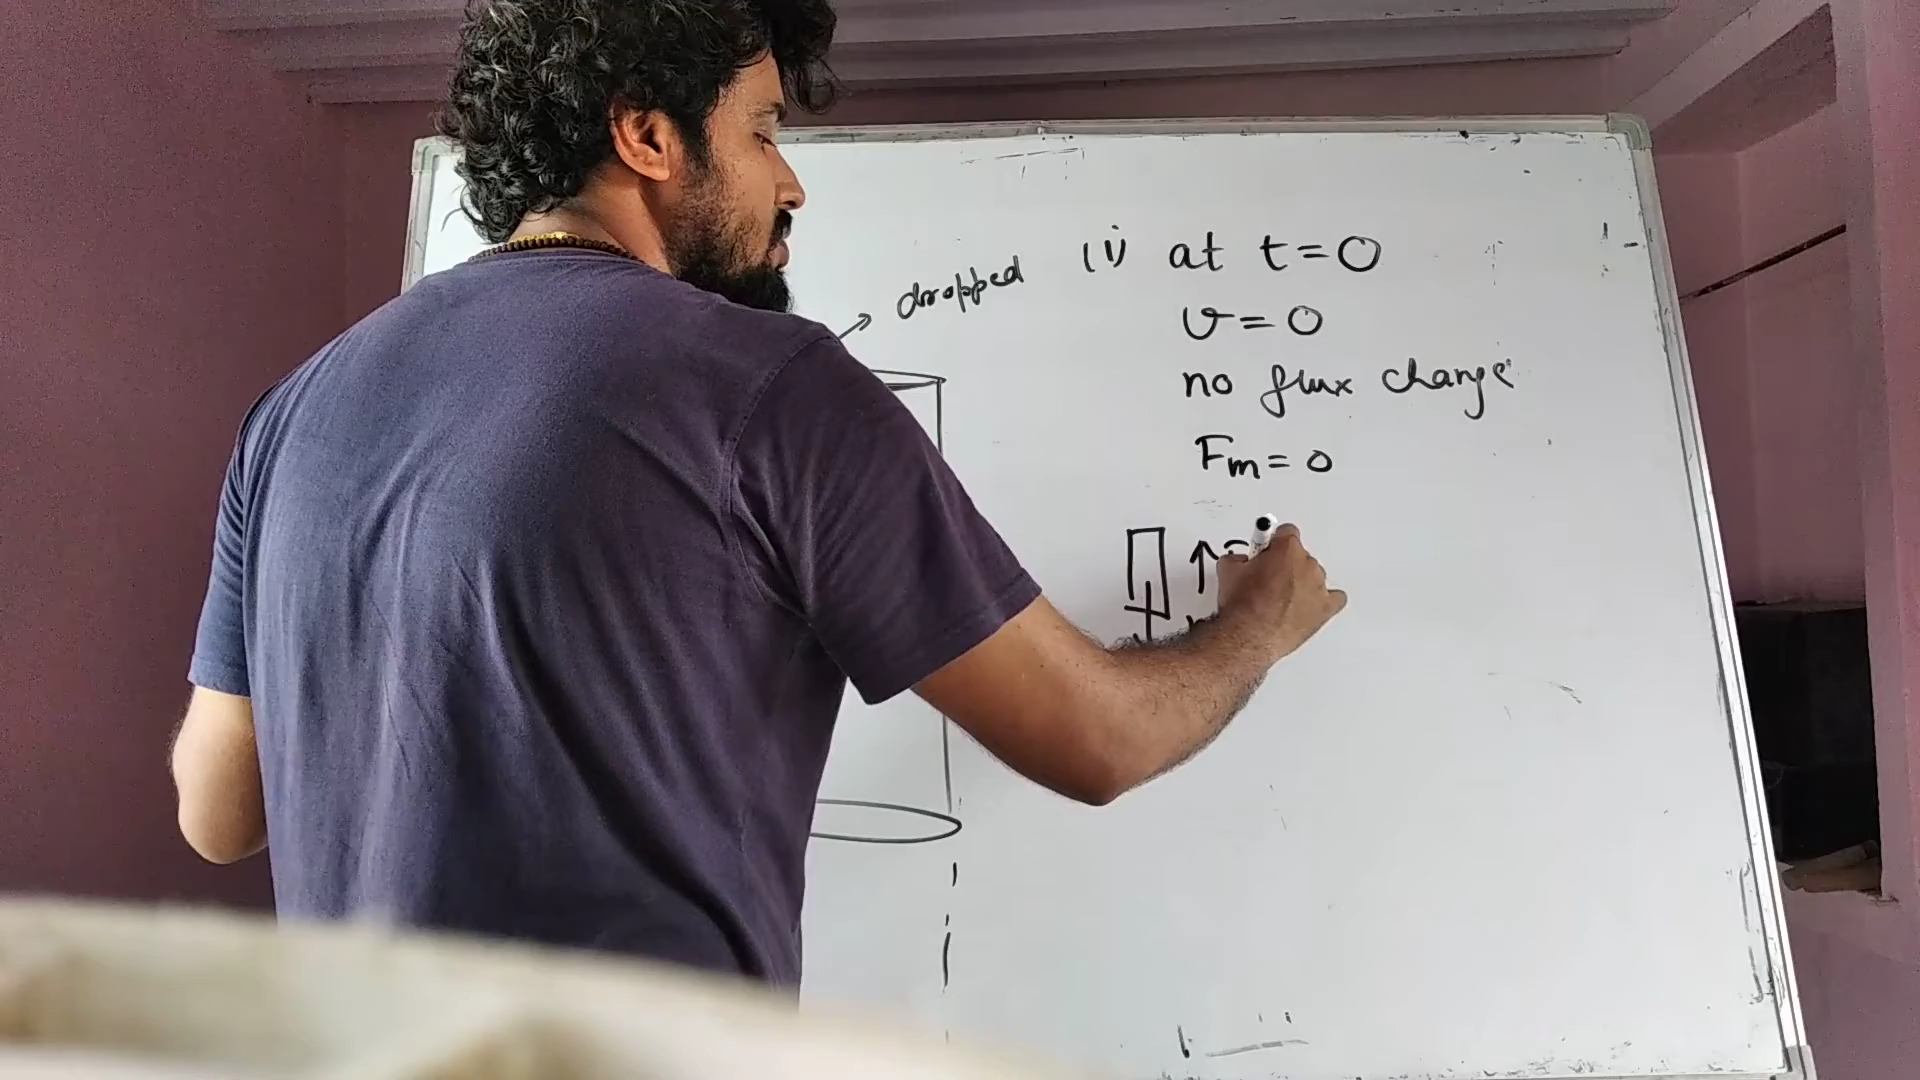 dropped
(i) at t=0
v=0
no flux change
Fm=0